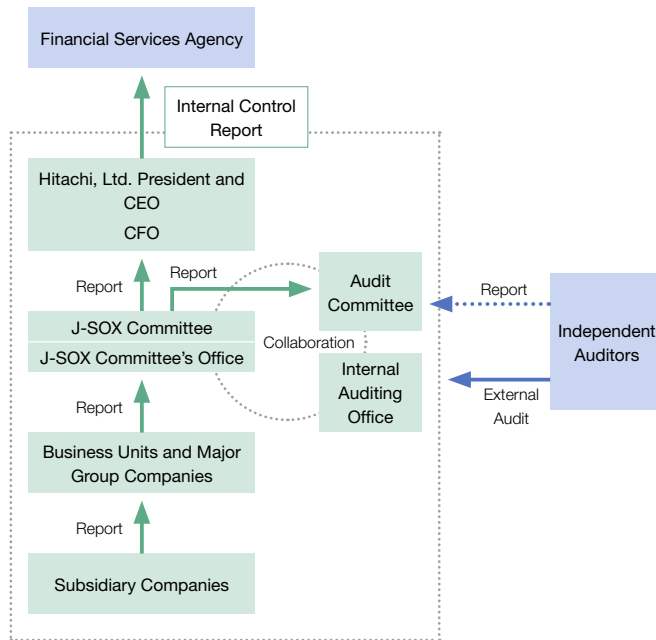 Financial Services Agency
Internal Control
Report
Hitachi, Ltd. President and
CEO
CFO
Report
Report
Audit
Committee
Report
Independent
Auditors
J-SOX Committee
J-SOX Committee’s Office
Collaboration
Internal
Auditing
Office
External
Audit
Report
Business Units and Major
Group Companies
Report
Subsidiary Companies